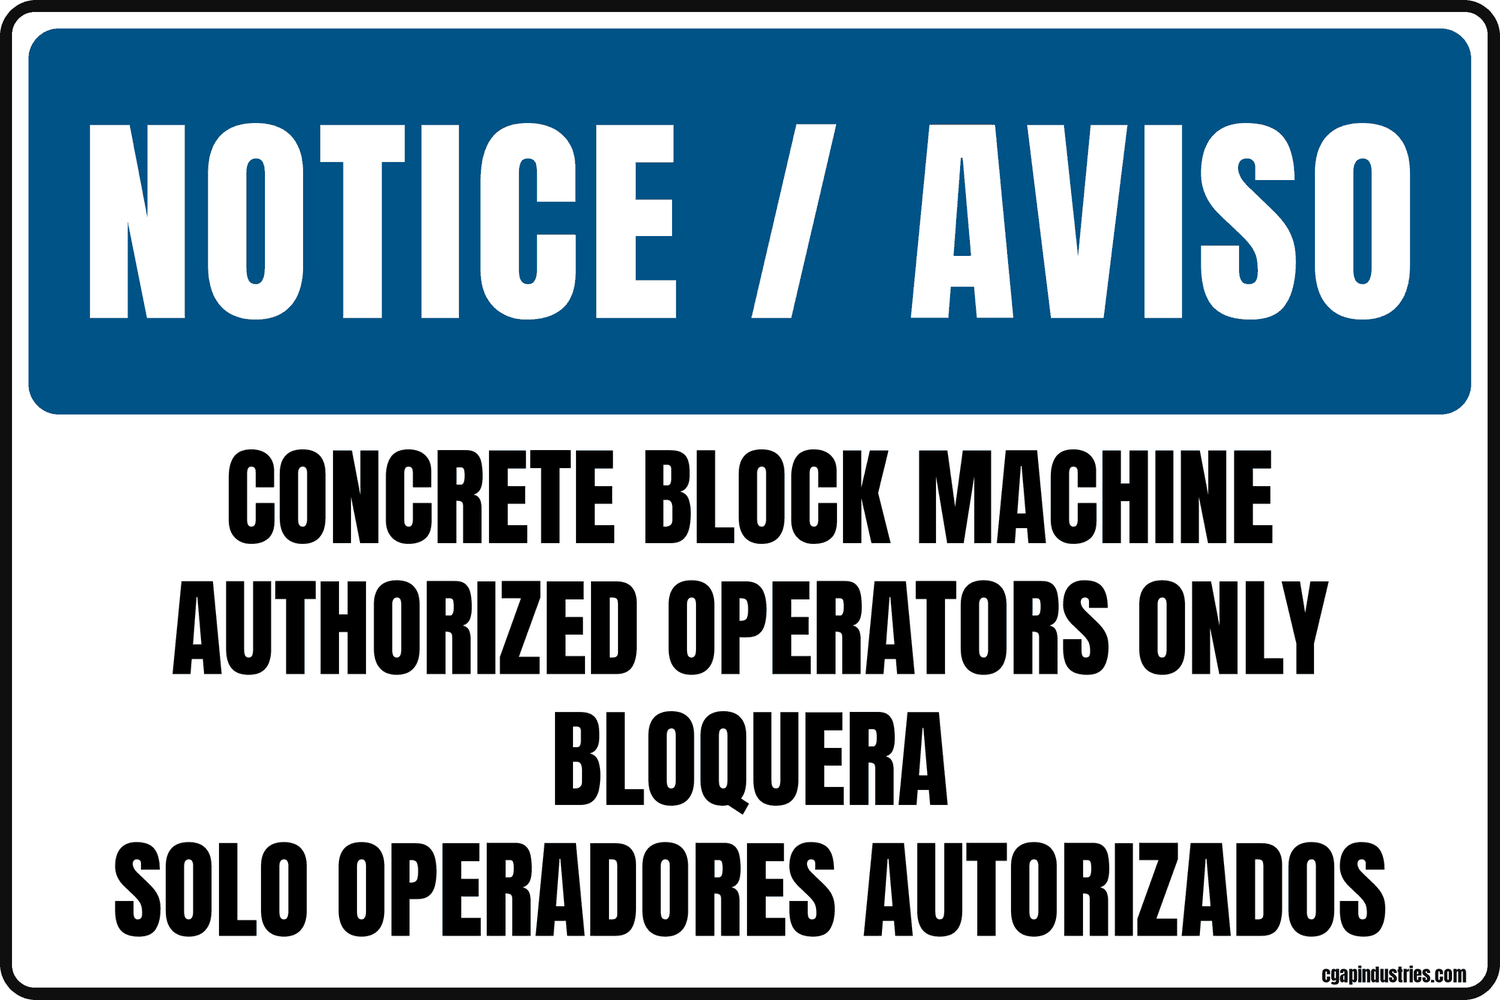 NOTICE / AVISO
CONCRETE BLOCK MACHINE
AUTHORIZED OPERATORS ONLY
BLOQUERA
SOLO OPERADORES AUTORIZADOS
cgapindustries.com